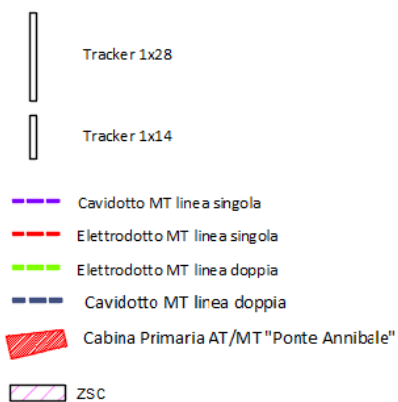 Tracker 1x28
Tracker 1x14
Cavidotto MT linea singola
Elettrodotto MT linea singola
Elettrodotto MT linea doppia
Cavidotto MT linea doppia
Cabina Primaria AT/MT "Ponte Annibale"
ZSC